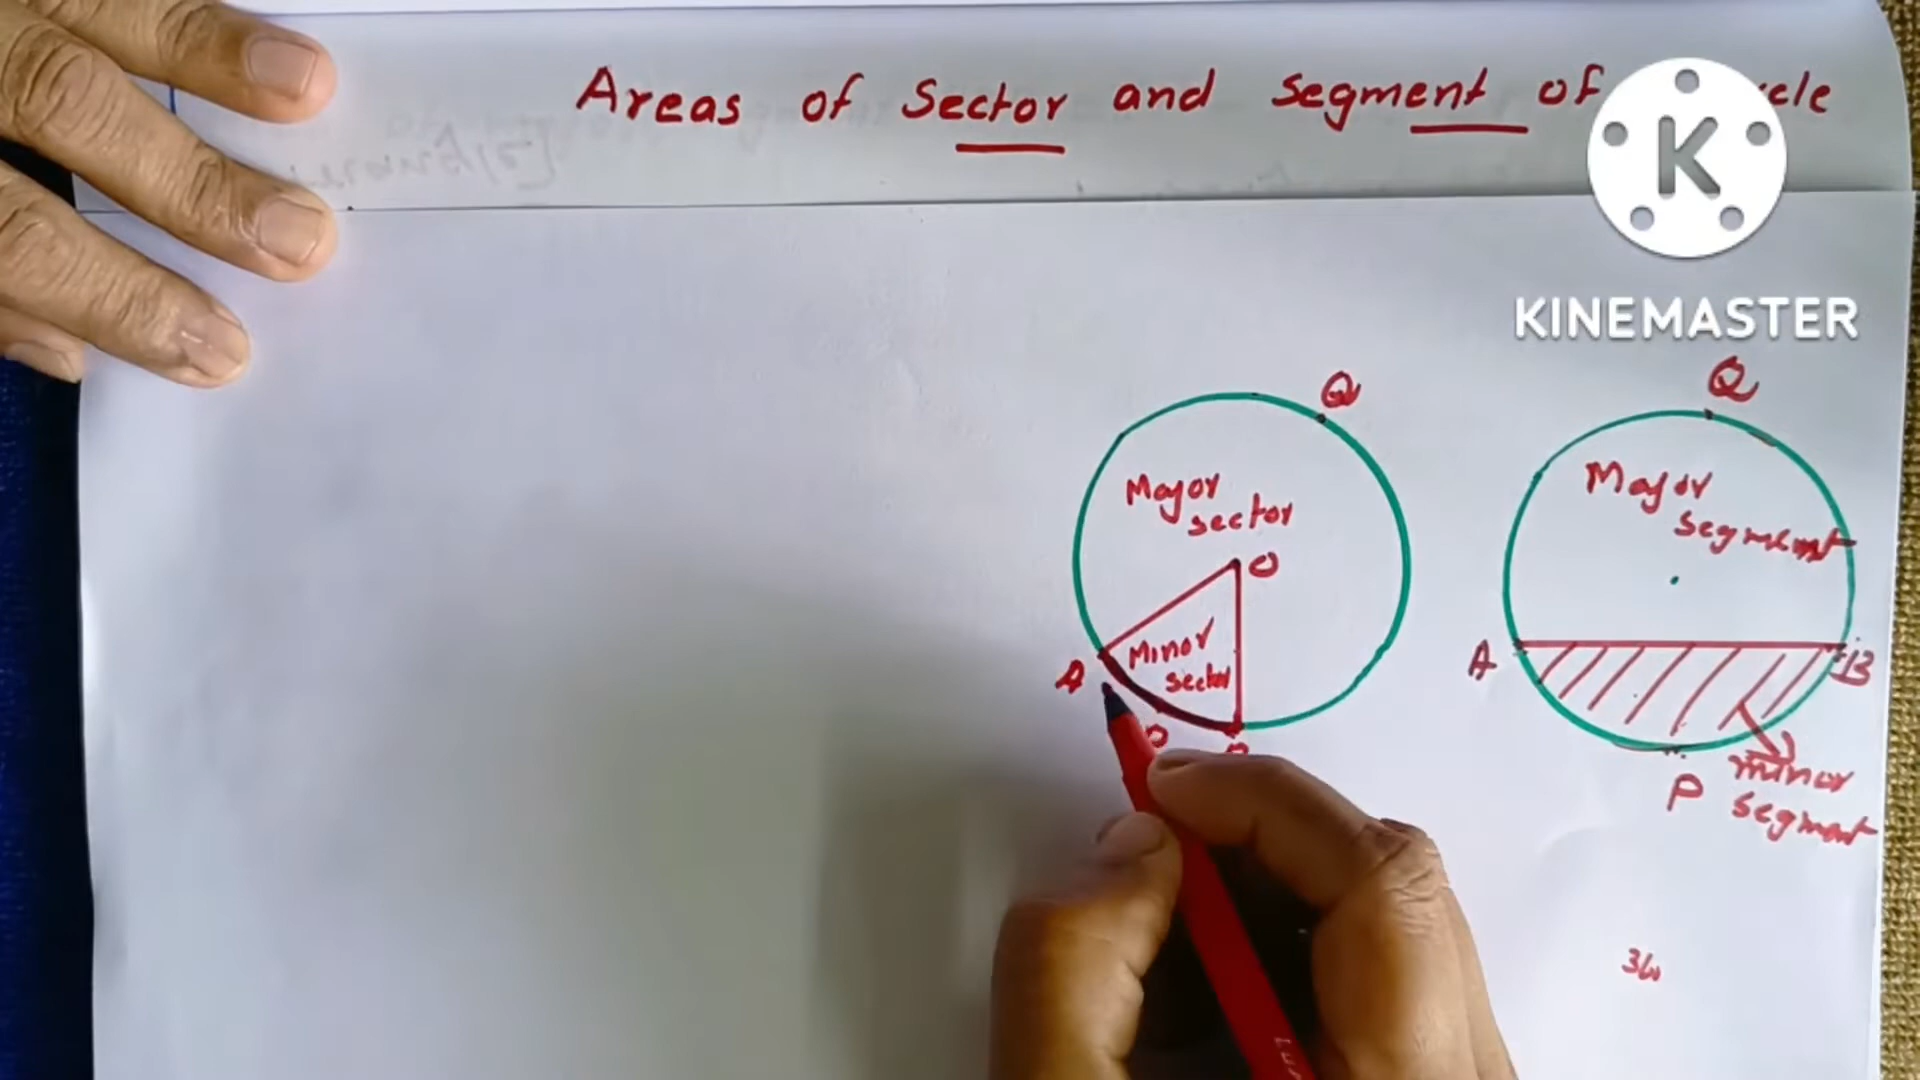 Areas of Sector and Segment of
K
KINEMASTER
Q
Q
Major
sector
Major
segment
O
Minor
sector
A
A
B
P
minor
segment